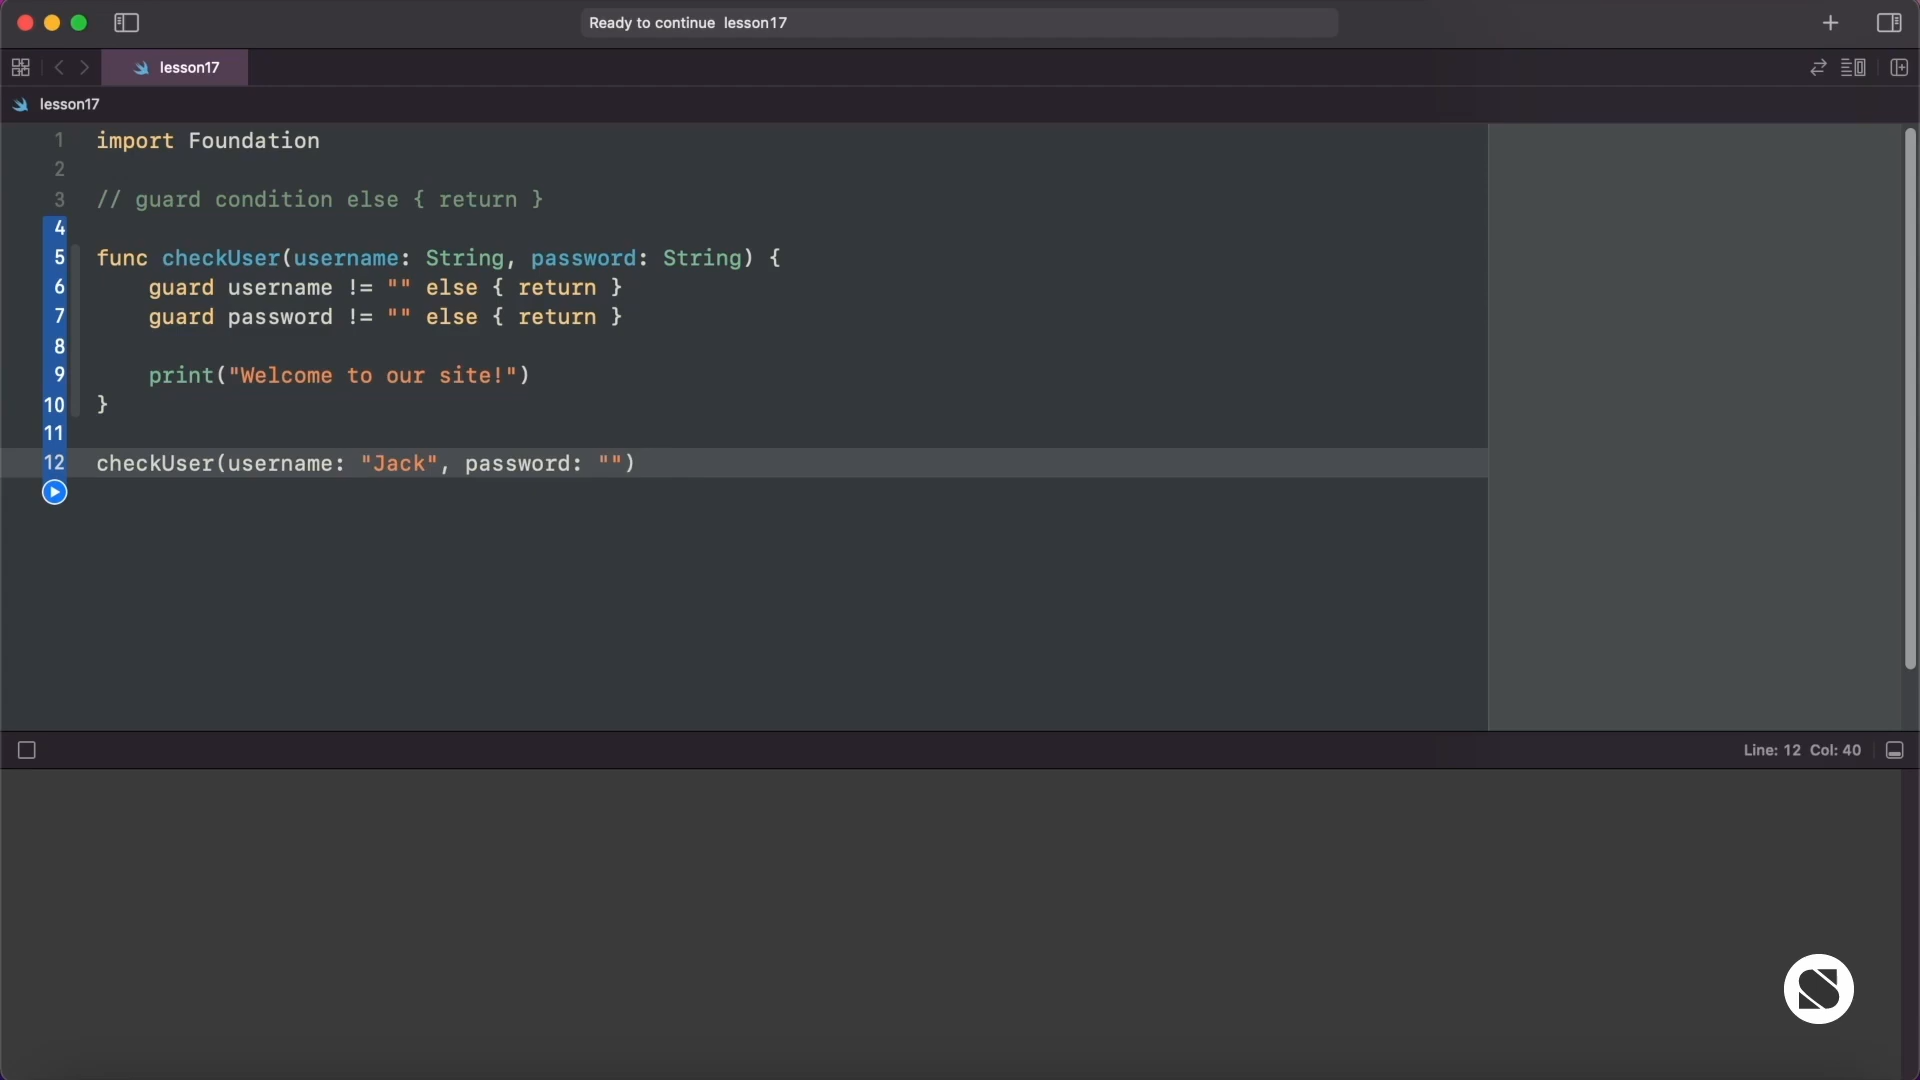 Ready to continue lesson17
lesson17
lesson17
1 import Foundation
2
3 // guard condition else { return }
4
5 func checkUser(username: String, password: String) {
6 guard username != "" else { return }
7 guard password != "" else { return }
8
9 print("Welcome to our site!")
10 }
11
12 checkUser(username: "Jack", password: "")
Line: 12 Col: 40